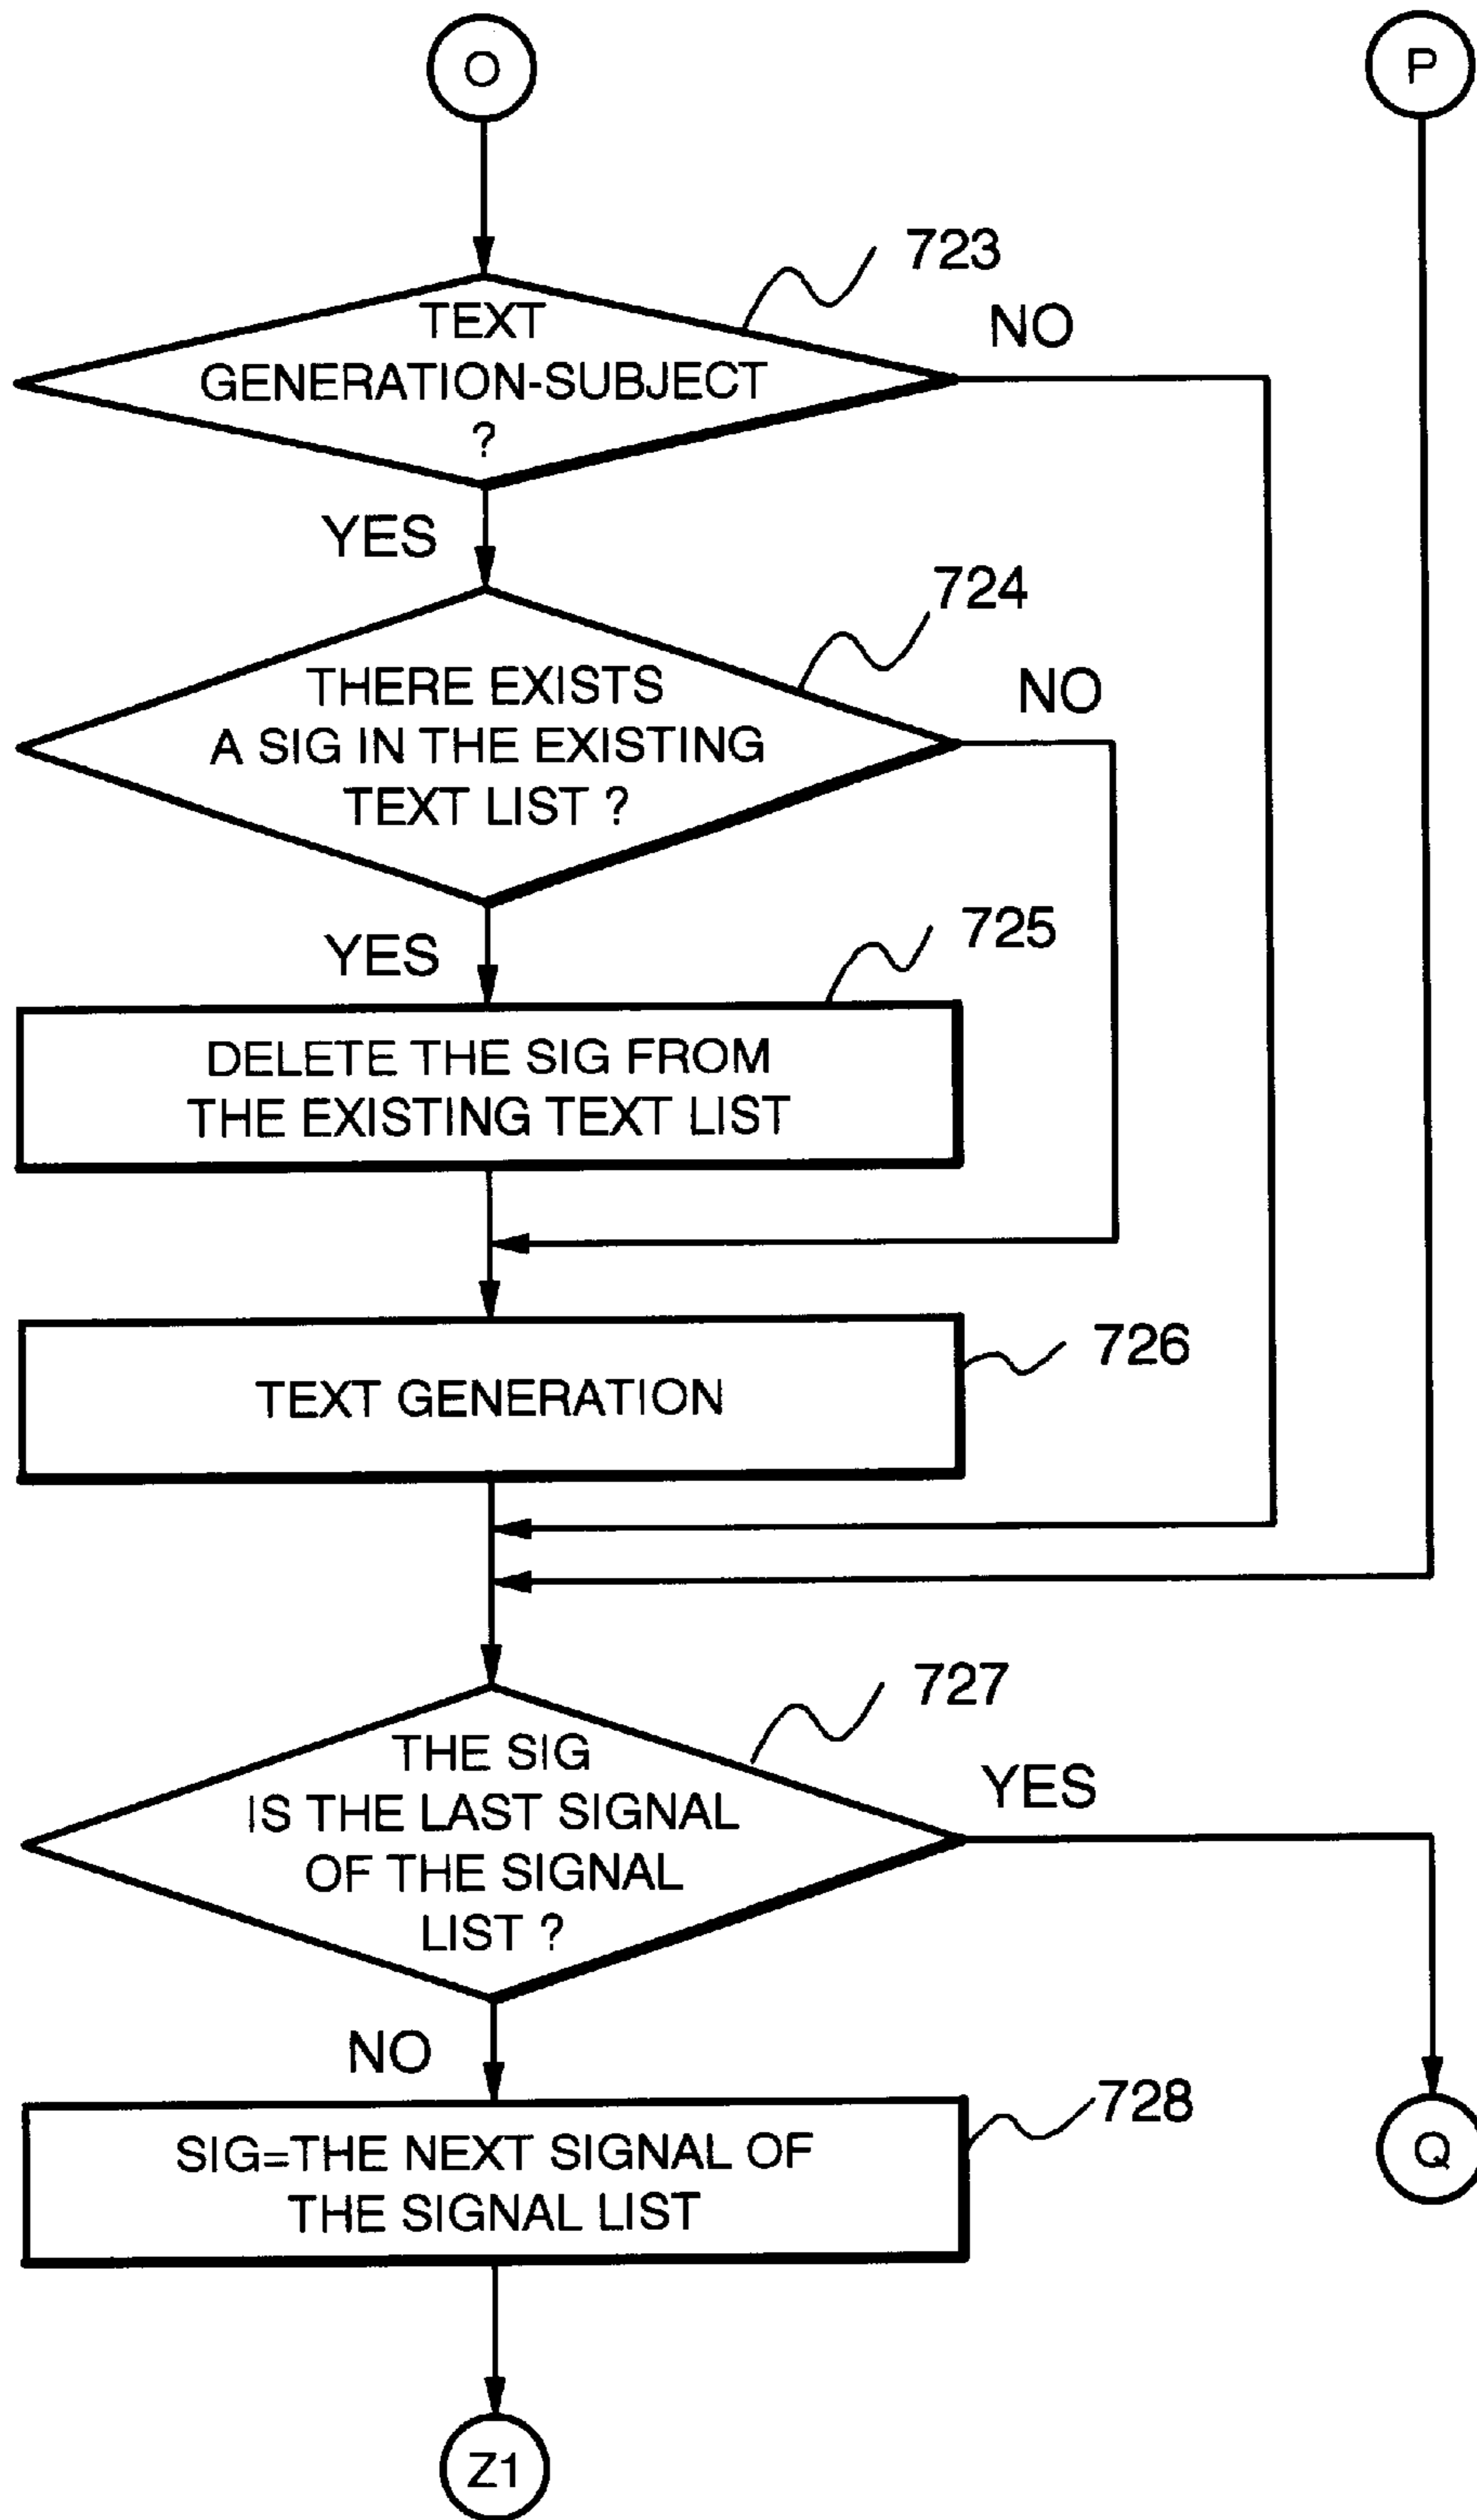 O
P
723
TEXT
GENERATION-SUBJECT
?
NO
YES
724
THERE EXISTS
A SIG IN THE EXISTING
TEXT LIST ?
NO
YES
725
DELETE THE SIG FROM
THE EXISTING TEXT LIST
726
TEXT GENERATION
727
THE SIG
IS THE LAST SIGNAL
OF THE SIGNAL
LIST ?
YES
NO
728
SIG=THE NEXT SIGNAL OF
THE SIGNAL LIST
Q
Z1